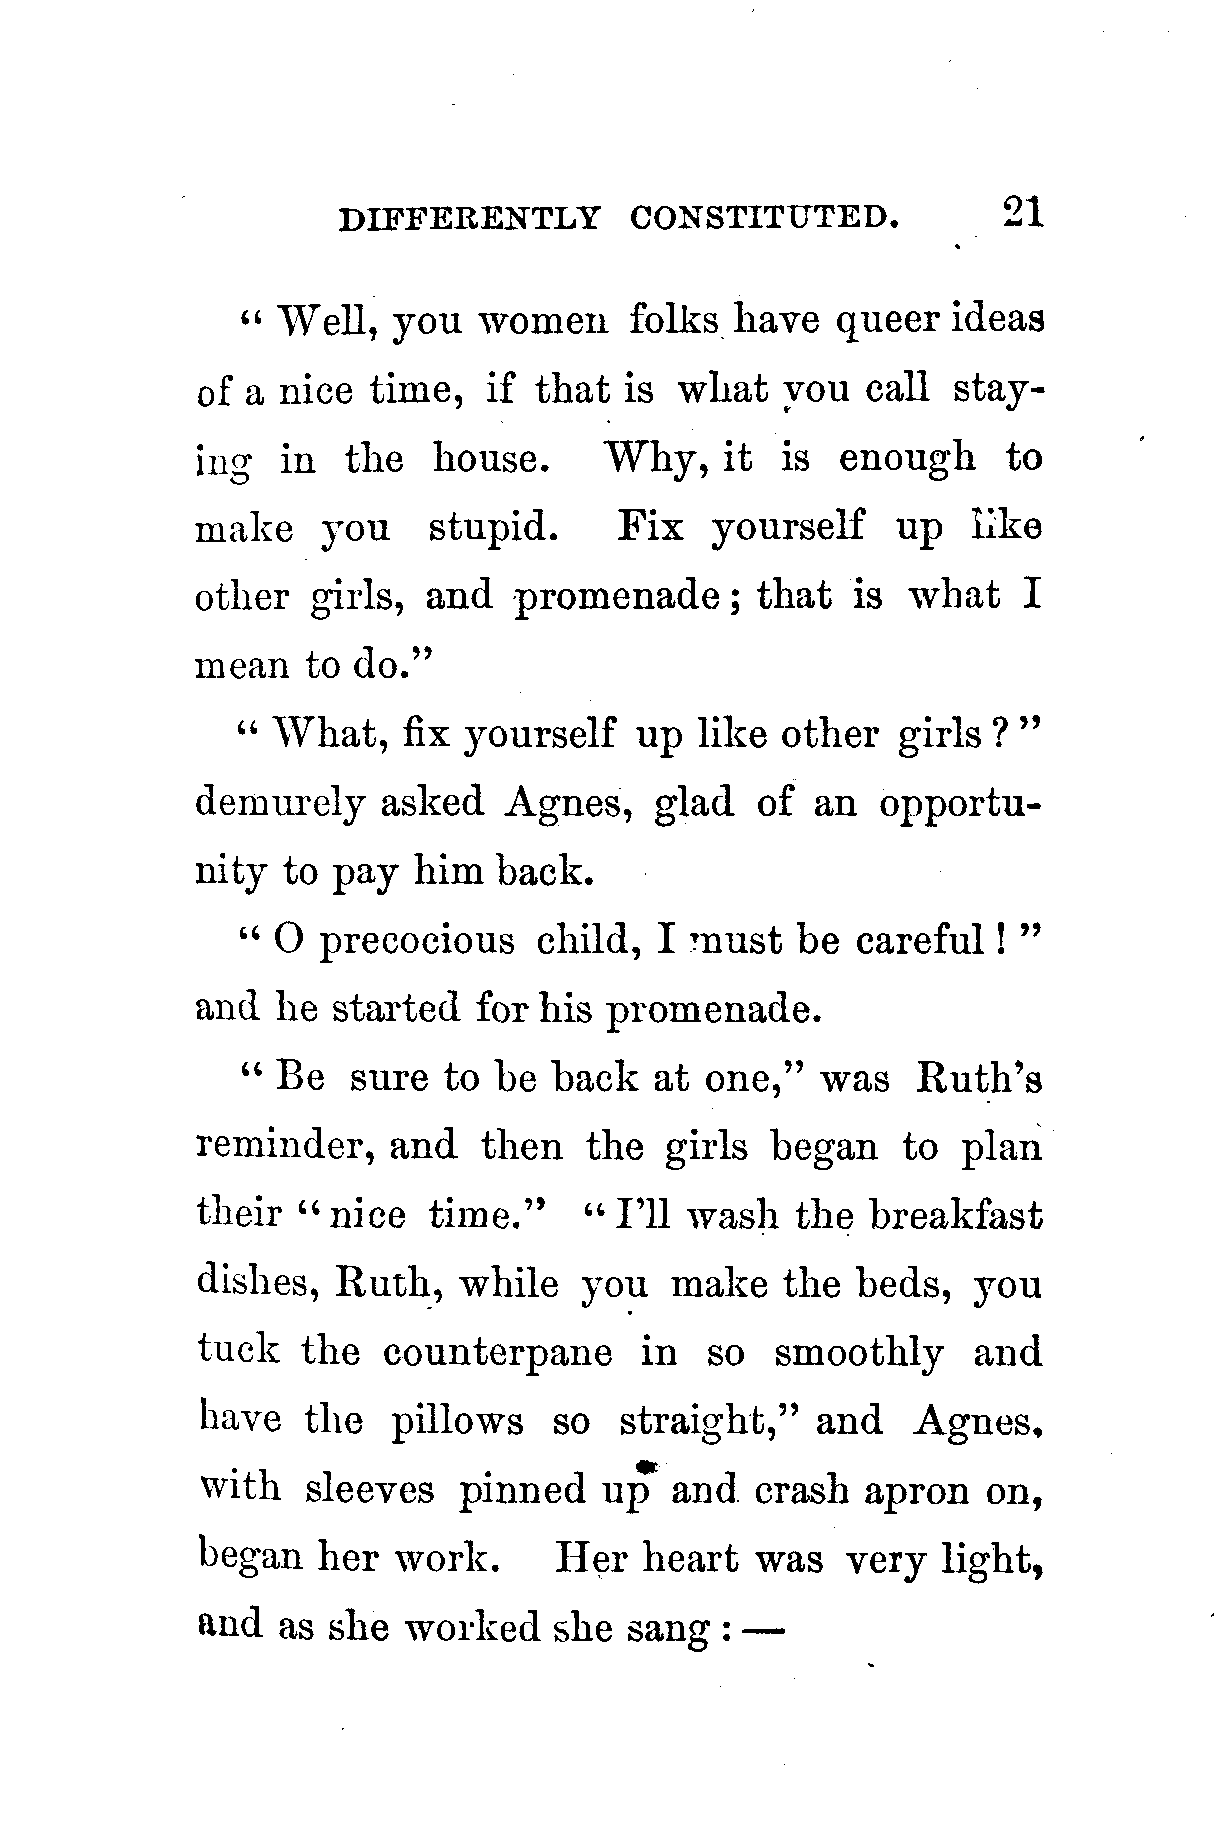 DIFFERENTLY CONSTITUTED. 21
“ Well, you women folks have queer ideas
of a nice time, if that is what you call stay-
ing in the house. Why, it is enough to
make you stupid. Fix yourself up like
other girls, and promenade ; that is what I
mean to do.”
“ What, fix yourself up like other girls ? ”
demurely asked Agnes, glad of an opportu-
nity to pay him back.
“ O precocious child, I must be careful ! ”
and he started for his promenade.
“ Be sure to be back at one,” was Ruth’s
reminder, and then the girls began to plan
their “ nice time.” “ I’ll wash the breakfast
dishes, Ruth, while you make the beds, you
tuck the counterpane in so smoothly and
have the pillows so straight,” and Agnes,
with sleeves pinned up and crash apron on,
began her work. Her heart was very light,
and as she worked she sang : —